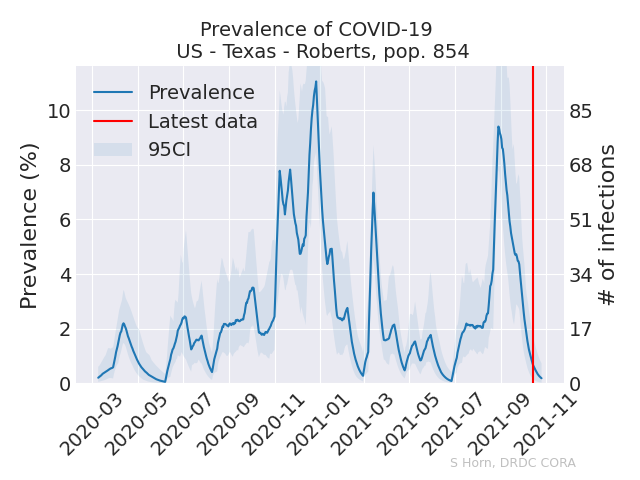 Prevalence of COVID-19
US - Texas - Roberts, pop. 854
Prevalence
Latest data
95CI
Prevalence (%)
10
8
6
4
2
0
85
68
51
34
17
0
# of infections
2020-03
2020-05
2020-07
2020-09
2020-11
2021-01
2021-03
2021-05
2021-07
2021-09
2021-11
S Horn, DRDC CORA